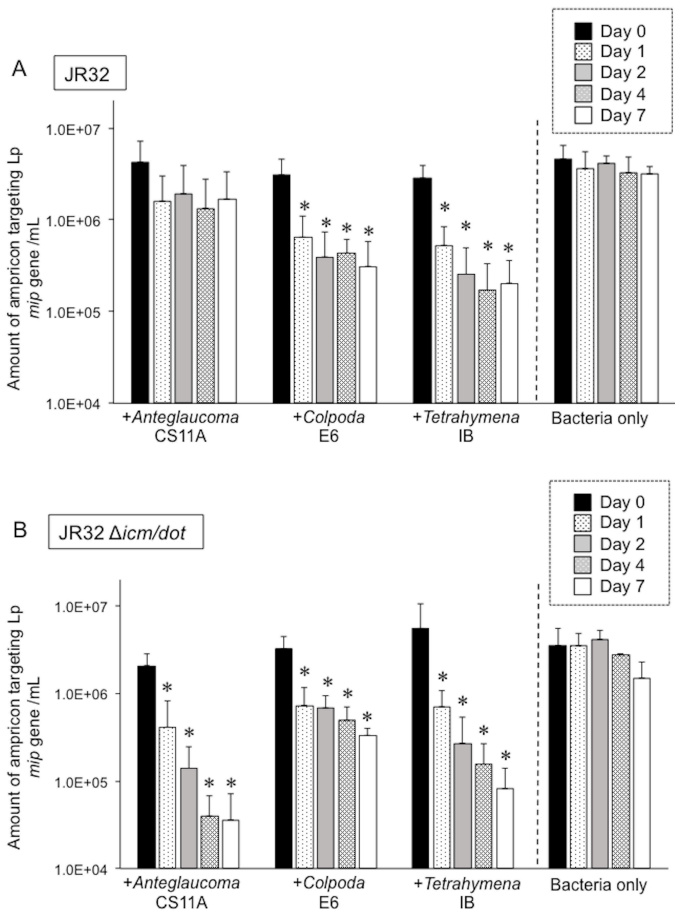 A
JR32
Day 0
Day 1
Day 2
Day 4
Day 7
Amount of ampricon targeting Lp
mip gene /mL
1.0E+07
1.0E+06
1.0E+05
1.0E+04
* * * *
* * * *
+Anteglaucoma
CS11A
+Colpoda
E6
+Tetrahymena
IB
Bacteria only
B
JR32 Δicm/dot
Day 0
Day 1
Day 2
Day 4
Day 7
Amount of ampricon targeting Lp
mip gene /mL
1.0E+07
1.0E+06
1.0E+05
1.0E+04
* * * *
* * * *
* * * *
+Anteglaucoma
CS11A
+Colpoda
E6
+Tetrahymena
IB
Bacteria only